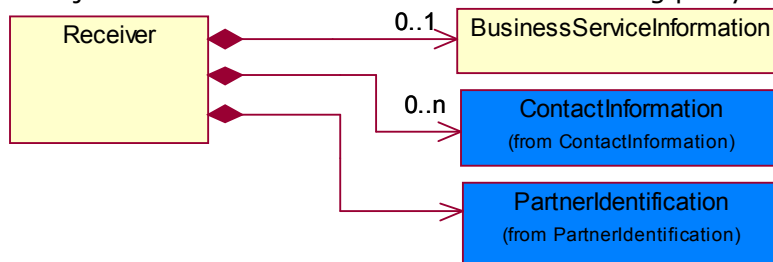 Receiver
0..1
BusinessServiceInformation
0..n
ContactInformation
(from ContactInformation)
PartnerIdentification
(from PartnerIdentification)